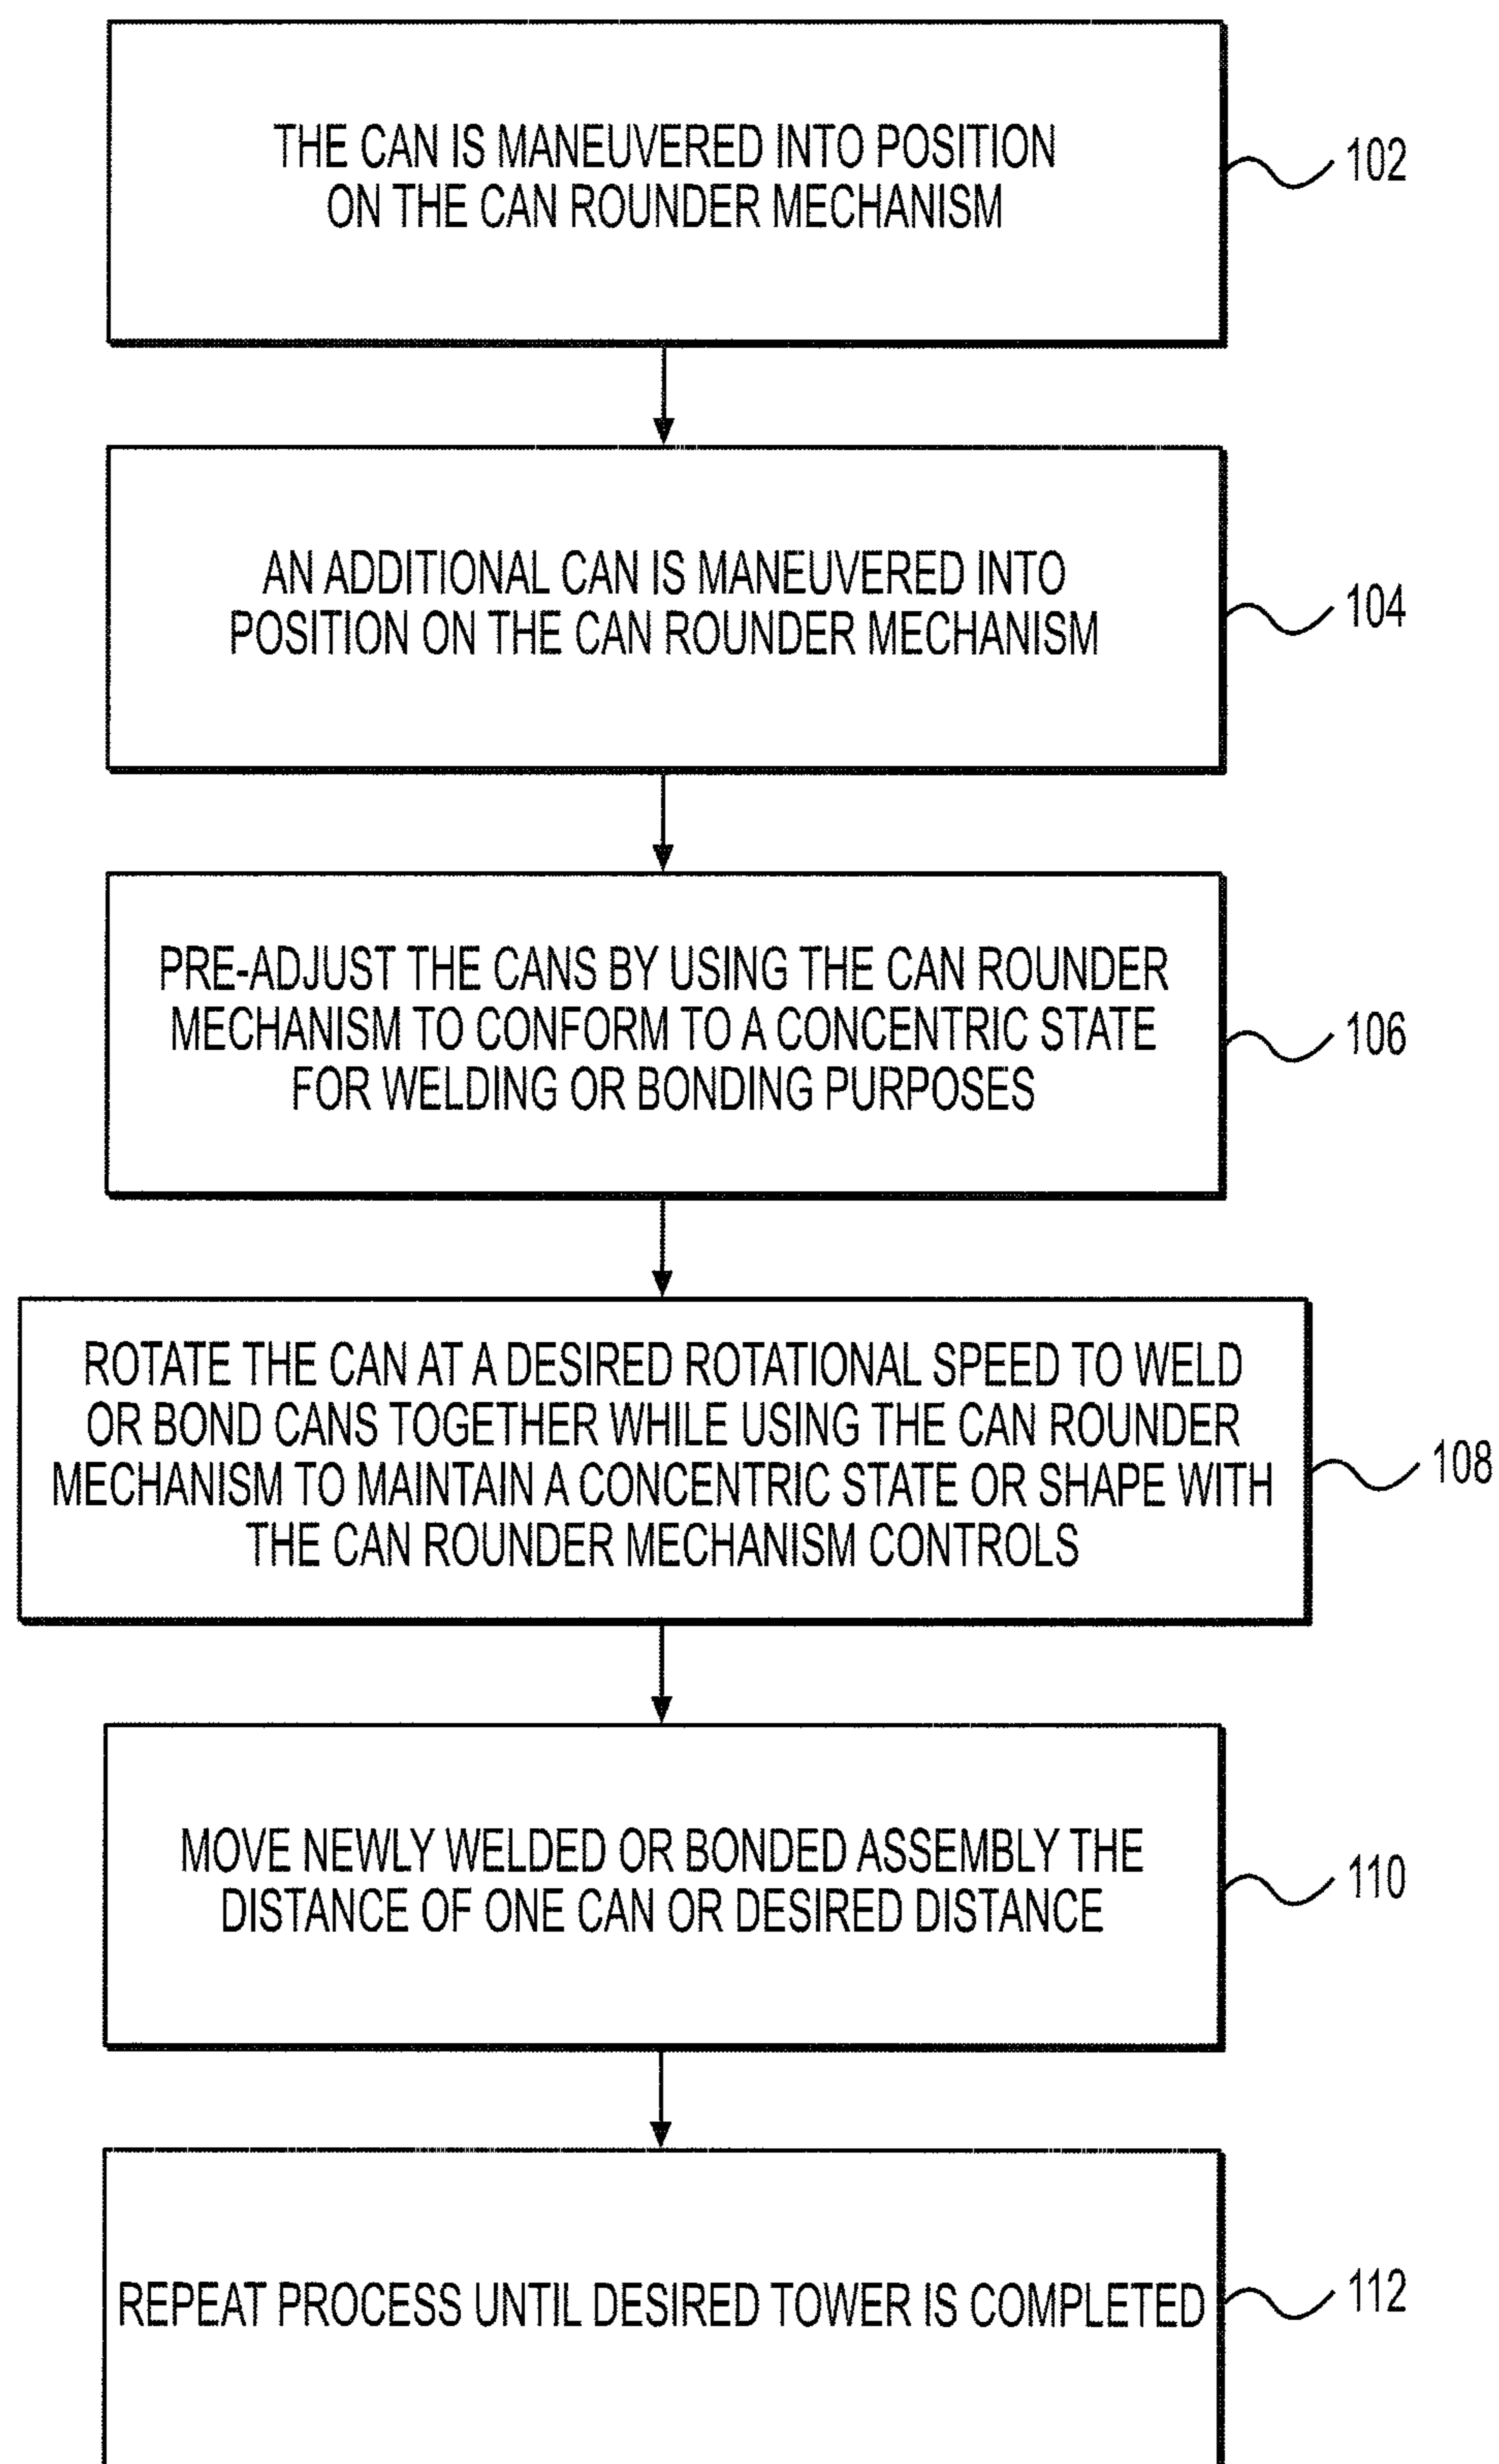 THE CAN IS MANEUVERED INTO POSITION
ON THE CAN ROUNDER MECHANISM
102
AN ADDITIONAL CAN IS MANEUVERED INTO
POSITION ON THE CAN ROUNDER MECHANISM
104
PRE-ADJUST THE CANS BY USING THE CAN ROUNDER
MECHANISM TO CONFORM TO A CONCENTRIC STATE
FOR WELDING OR BONDING PURPOSES
106
ROTATE THE CAN AT A DESIRED ROTATIONAL SPEED TO WELD
OR BOND CANS TOGETHER WHILE USING THE CAN ROUNDER
MECHANISM TO MAINTAIN A CONCENTRIC STATE OR SHAPE WITH
THE CAN ROUNDER MECHANISM CONTROLS
108
MOVE NEWLY WELDED OR BONDED ASSEMBLY THE
DISTANCE OF ONE CAN OR DESIRED DISTANCE
110
REPEAT PROCESS UNTIL DESIRED TOWER IS COMPLETED
112